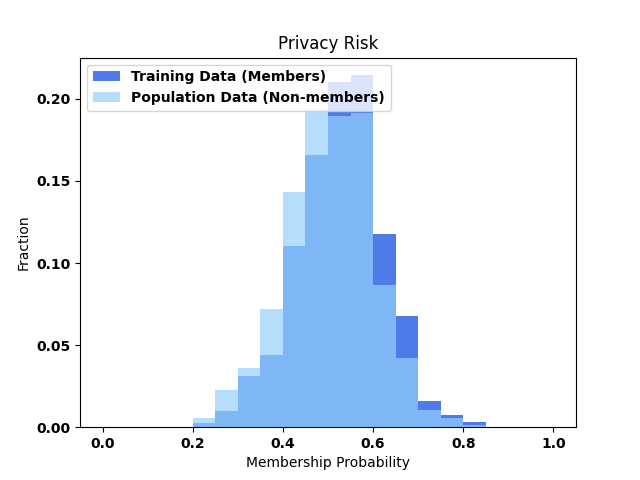 Privacy Risk
Training Data (Members)
Population Data (Non-members)
0.20
0.15
0.10
0.05
0.00
Fraction
0.0 0.2 0.4 0.6 0.8 1.0
Membership Probability